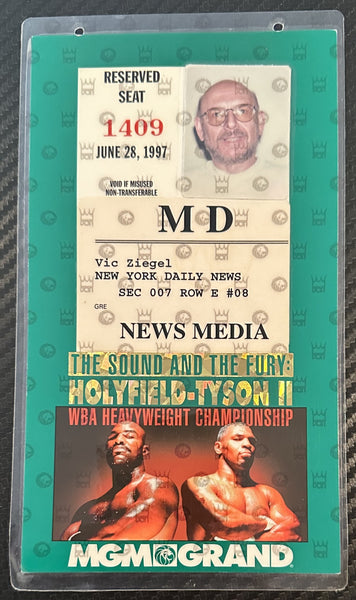 RESERVED
SEAT
1409
JUNE 28, 1997
VOID IF MISUSED
NON-TRANSFERABLE
M D
Vic Ziegel
NEW YORK DAILY NEWS
SEC 007 ROW E #08
GRE
NEWS MEDIA
THE SOUND AND THE FURY:
HOLYFIELD-TYSON II
WBA HEAVYWEIGHT CHAMPIONSHIP
MGM GRAND